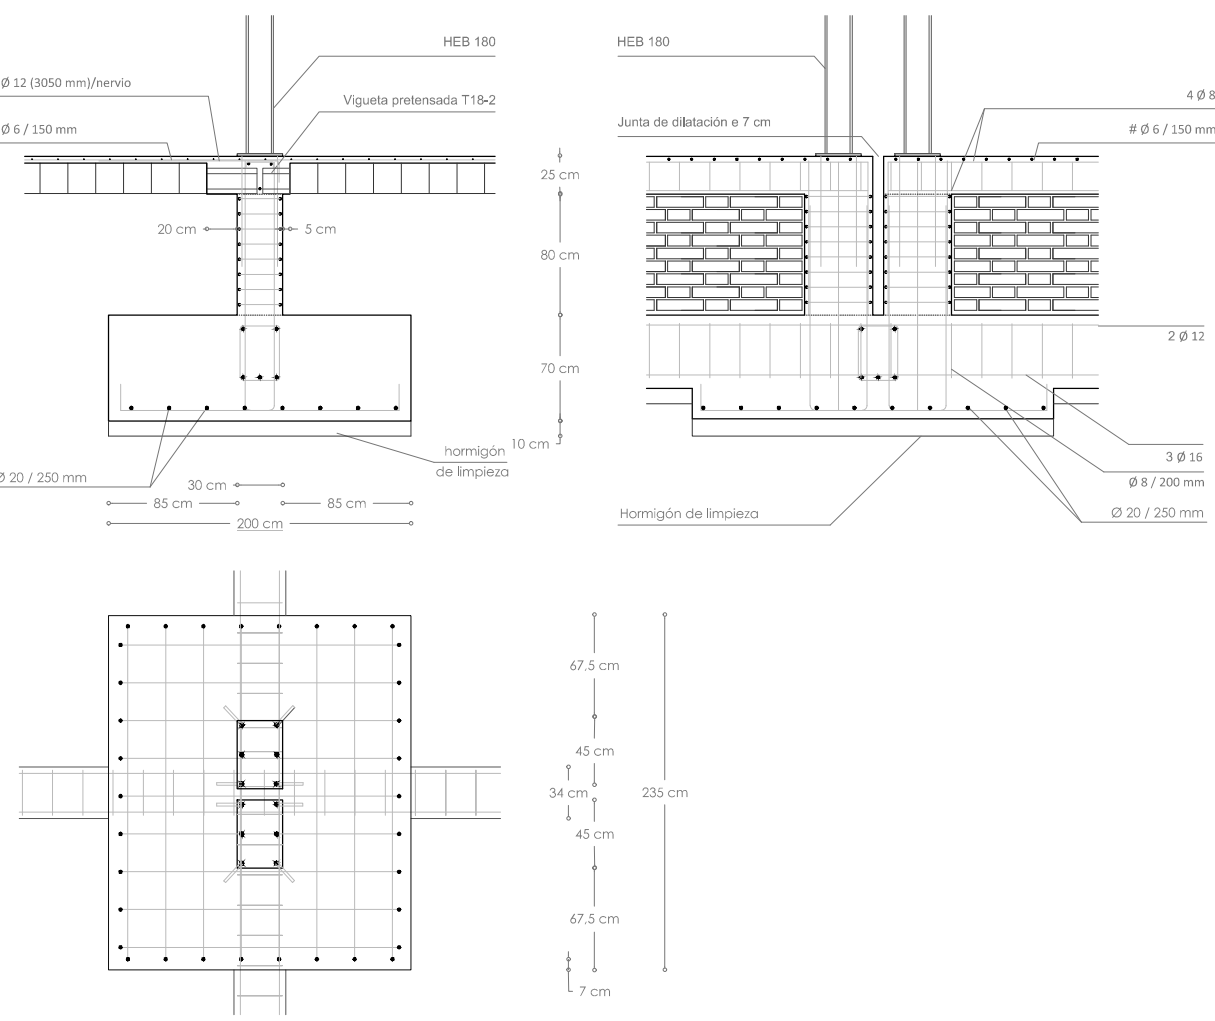 HEB 180
Ø 12 (3050 mm)/nervio
Vigueta pretensada T18-2
Ø 6 / 150 mm
25 cm
20 cm
5 cm
80 cm
70 cm
10 cm
hormigón
de limpieza
Ø 20 / 250 mm
30 cm
85 cm
85 cm
200 cm
HEB 180
4 Ø 8
Junta de dilatación e 7 cm
# Ø 6 / 150 mm
2 Ø 12
3 Ø 16
Ø 8 / 200 mm
Hormigón de limpieza
Ø 20 / 250 mm
67,5 cm
45 cm
34 cm
235 cm
45 cm
67,5 cm
7 cm